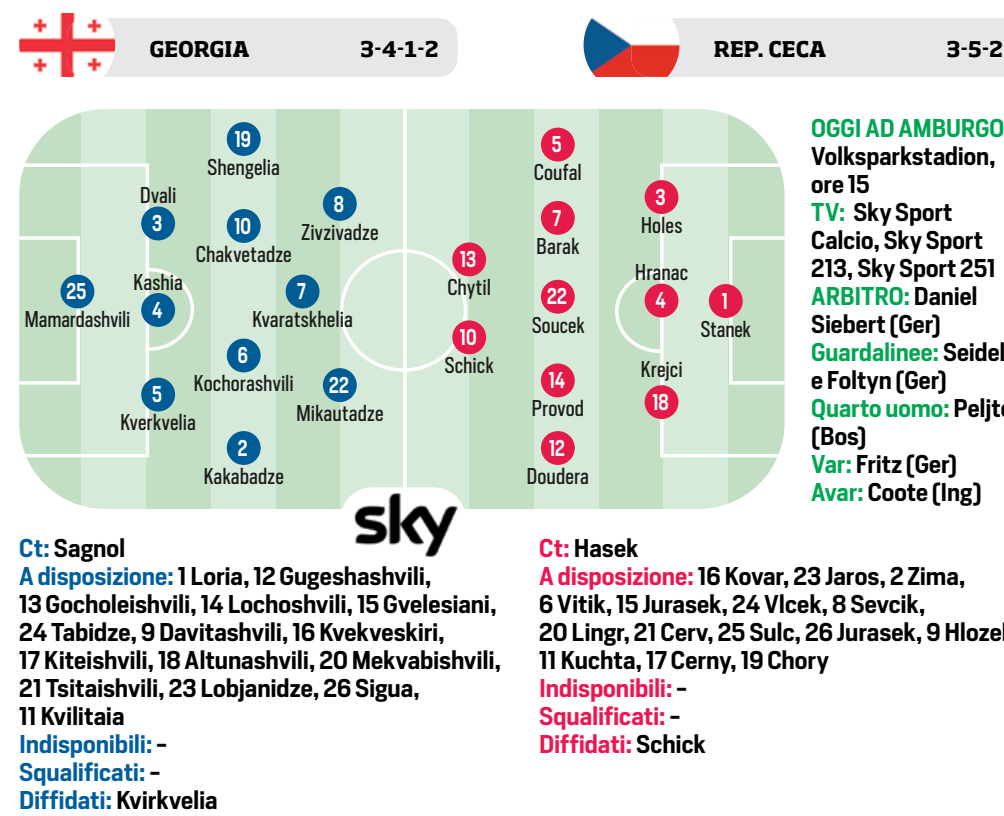 GEORGIA 3-4-1-2
REP. CECA 3-5-2
19
Shengelia
Dvali
3
10
Chakvetadze
8
Zivzivadze
25
Mamardashvili
Kashia
4
7
Kvaratskhelia
6
Kochorashvili
5
Kverkvelia
22
Mikautadze
2
Kakabadze
5
Coufal
3
Holes
7
Barak
13
Chytil
22
Soucek
Hranac
4
1
Stanek
10
Schick
14
Provod
Krejci
18
12
Doudera
sky
OGGI AD AMBURGO
Volksparkstadion,
ore 15
TV: Sky Sport
Calcio, Sky Sport
213, Sky Sport 251
ARBITRO: Daniel
Siebert (Ger)
Guardalinee: Seidel
e Foltyn (Ger)
Quarto uomo: Peljto
(Bos)
Var: Fritz (Ger)
Avar: Coote (Ing)
Ct: Sagnol
A disposizione: 1 Loria, 12 Gugeshashvili,
13 Gocholeishvili, 14 Lochoshvili, 15 Gvelesiani,
24 Tabidze, 9 Davitashvili, 16 Kvekveskiri,
17 Kiteishvili, 18 Altunashvili, 20 Mekvabishvili,
21 Tsitaishvili, 23 Lobjanidze, 26 Sigua,
11 Kvilitaia
Indisponibili: –
Squalificati: –
Diffidati: Kvirkvelia
Ct: Hasek
A disposizione: 16 Kovar, 23 Jaros, 2 Zima,
6 Vitik, 15 Jurasek, 24 Vlcek, 8 Sevcik,
20 Lingr, 21 Cerv, 25 Sulc, 26 Jurasek, 9 Hlozek
11 Kuchta, 17 Cerny, 19 Chory
Indisponibili: –
Squalificati: –
Diffidati: Schick